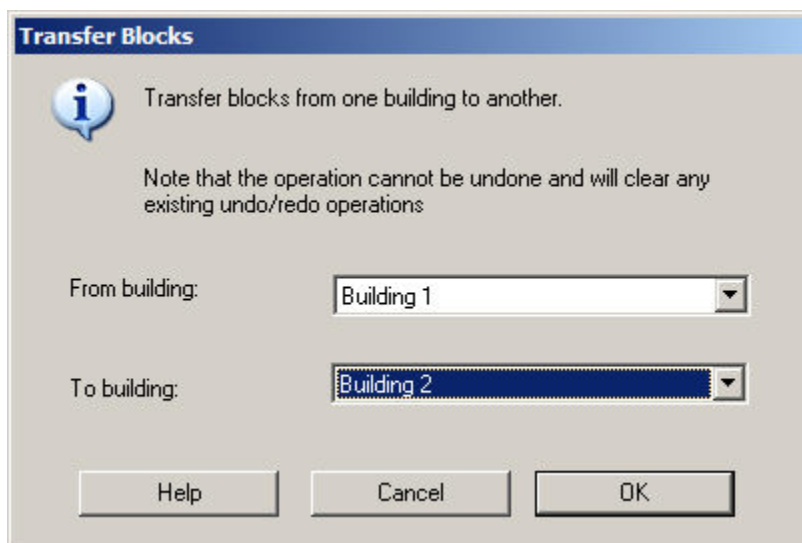 Transfer Blocks
Transfer blocks from one building to another.
Note that the operation cannot be undone and will clear any
existing undo/redo operations
From building:
Building 1
To building:
Building 2
Help
Cancel
OK